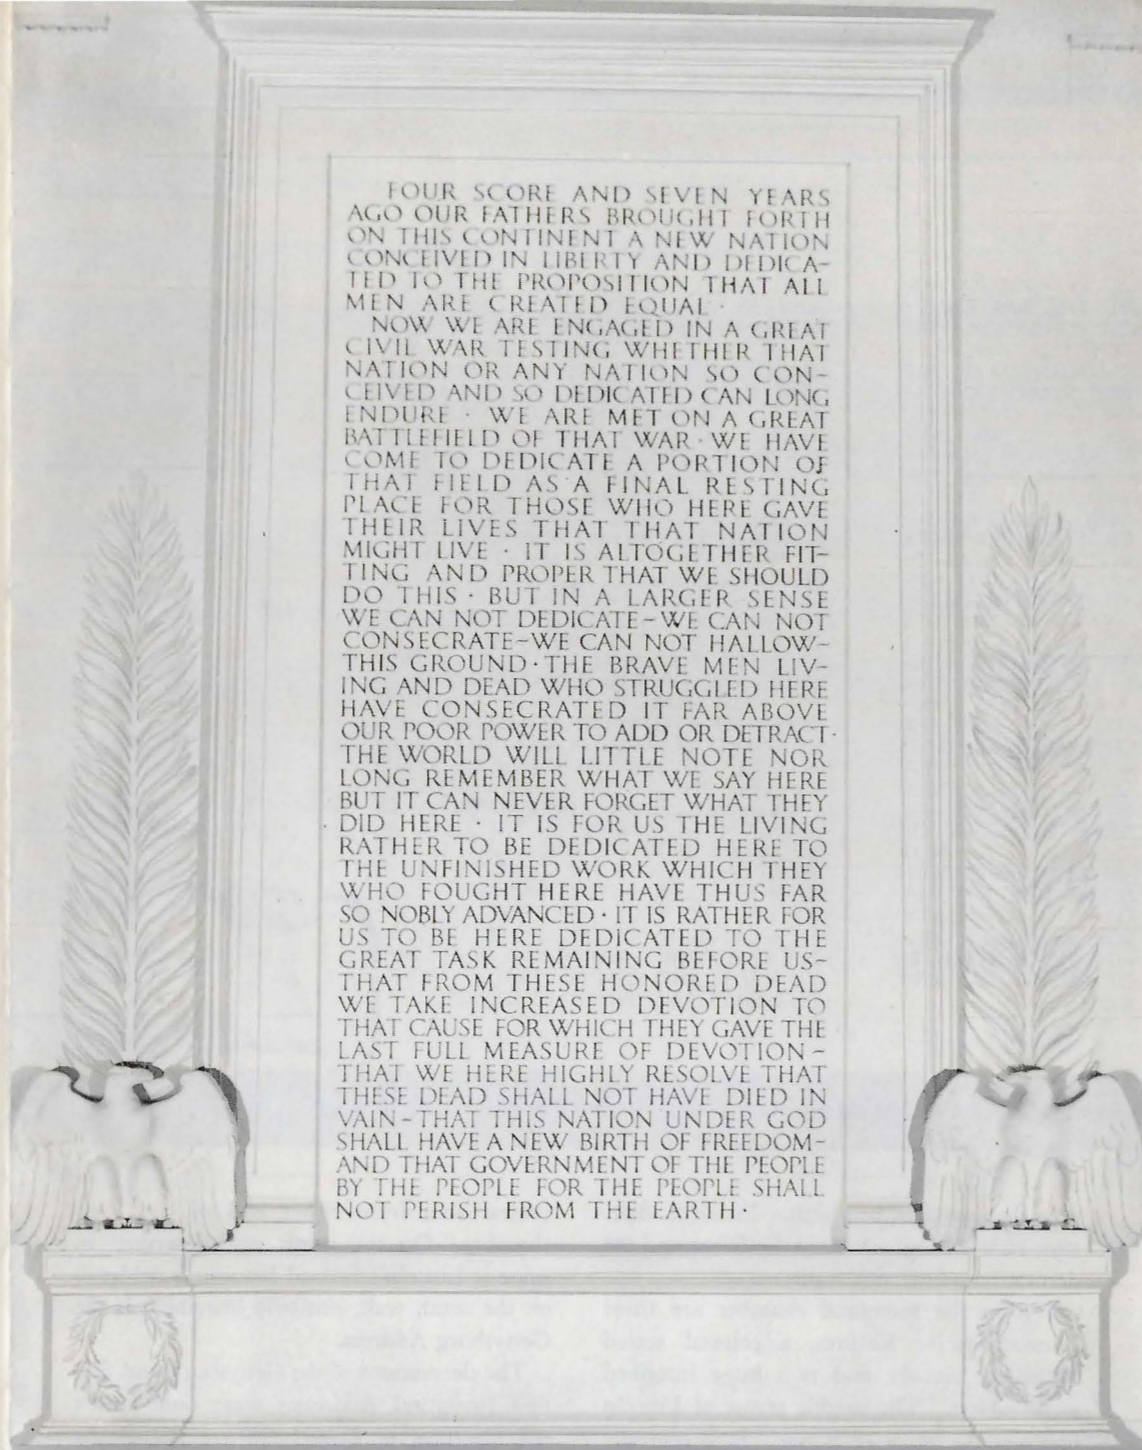 FOUR SCORE AND SEVEN YEARS
AGO OUR FATHERS BROUGHT FORTH
ON THIS CONTINENT A NEW NATION
CONCEIVED IN LIBERTY AND DEDICA-
TED TO THE PROPOSITION THAT ALL
MEN ARE CREATED EQUAL ·
NOW WE ARE ENGAGED IN A GREAT
CIVIL WAR TESTING WHETHER THAT
NATION OR ANY NATION SO CON-
CEIVED AND SO DEDICATED CAN LONG
ENDURE · WE ARE MET ON A GREAT
BATTLEFIELD OF THAT WAR · WE HAVE
COME TO DEDICATE A PORTION OF
THAT FIELD AS A FINAL RESTING
PLACE FOR THOSE WHO HERE GAVE
THEIR LIVES THAT THAT NATION
MIGHT LIVE · IT IS ALTOGETHER FIT-
TING AND PROPER THAT WE SHOULD
DO THIS · BUT IN A LARGER SENSE
WE CAN NOT DEDICATE-WE CAN NOT
CONSECRATE-WE CAN NOT HALLOW-
THIS GROUND · THE BRAVE MEN LIV-
ING AND DEAD WHO STRUGGLED HERE
HAVE CONSECRATED IT FAR ABOVE
OUR POOR POWER TO ADD OR DETRACT ·
THE WORLD WILL LITTLE NOTE NOR
LONG REMEMBER WHAT WE SAY HERE
BUT IT CAN NEVER FORGET WHAT THEY
DID HERE · IT IS FOR US THE LIVING
RATHER TO BE DEDICATED HERE TO
THE UNFINISHED WORK WHICH THEY
WHO FOUGHT HERE HAVE THUS FAR
SO NOBLY ADVANCED · IT IS RATHER FOR
US TO BE HERE DEDICATED TO THE
GREAT TASK REMAINING BEFORE US-
THAT FROM THESE HONORED DEAD
WE TAKE INCREASED DEVOTION TO
THAT CAUSE FOR WHICH THEY GAVE THE
LAST FULL MEASURE OF DEVOTION-
THAT WE HERE HIGHLY RESOLVE THAT
THESE DEAD SHALL NOT HAVE DIED IN
VAIN-THAT THIS NATION UNDER GOD
SHALL HAVE A NEW BIRTH OF FREEDOM-
AND THAT GOVERNMENT OF THE PEOPLE
BY THE PEOPLE FOR THE PEOPLE SHALL
NOT PERISH FROM THE EARTH ·